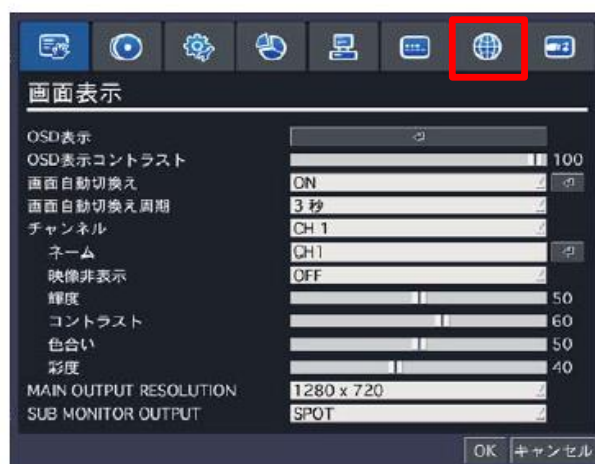 画面表示
OSD表示
OSD表示コントラスト 100
画面自動切換え ON
画面自動切換え周期 3 秒
チャンネル CH 1
ネーム CH1
映像非表示 OFF
輝度 50
コントラスト 60
色合い 50
彩度 40
MAIN OUTPUT RESOLUTION 1280 x 720
SUB MONITOR OUTPUT SPOT
OK キャンセル